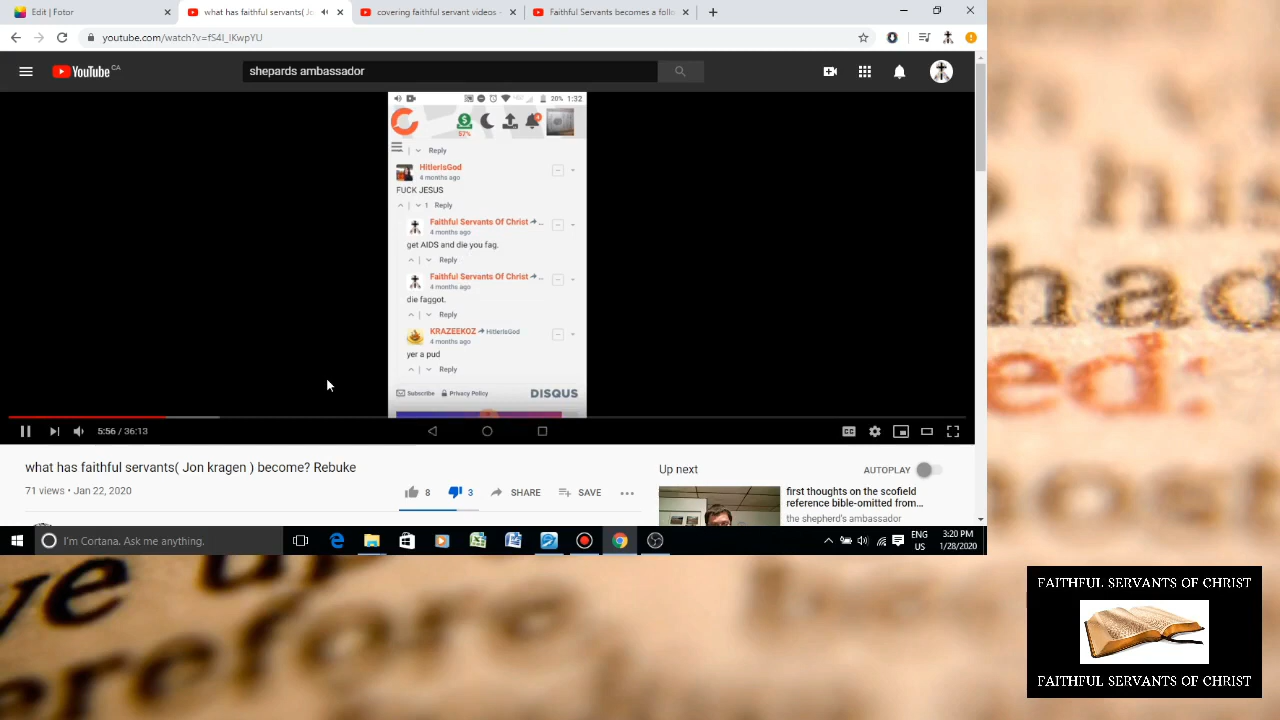 Edit | Fotor
what has faithful servants( Jo
covering faithful servant videos -
Faithful Servants becomes a follo
youtube.com/watch?v=fS4I_IKwpYU
YouTube CA
shepards ambassador
20% 1:32
57%
Reply
HitlerIsGod
4 months ago
FUCK JESUS
1 Reply
Faithful Servants Of Christ ...
4 months ago
get AIDS and die you fag.
Reply
Faithful Servants Of Christ ...
4 months ago
die faggot.
Reply
KRAZEEKOZ HitlerIsGod
4 months ago
yer a pud
Reply
Subscribe Privacy Policy DISQUS
5:56 / 36:13
what has faithful servants( Jon kragen ) become? Rebuke
71 views • Jan 22, 2020
8 3 SHARE SAVE
Up next AUTOPLAY
first thoughts on the scofield
reference bible-omitted from...
the shepherd's ambassador
I'm Cortana. Ask me anything.
ENG
US
3:20 PM
1/28/2020
had
ed:
FAITHFUL SERVANTS OF CHRIST
FAITHFUL SERVANTS OF CHRIST